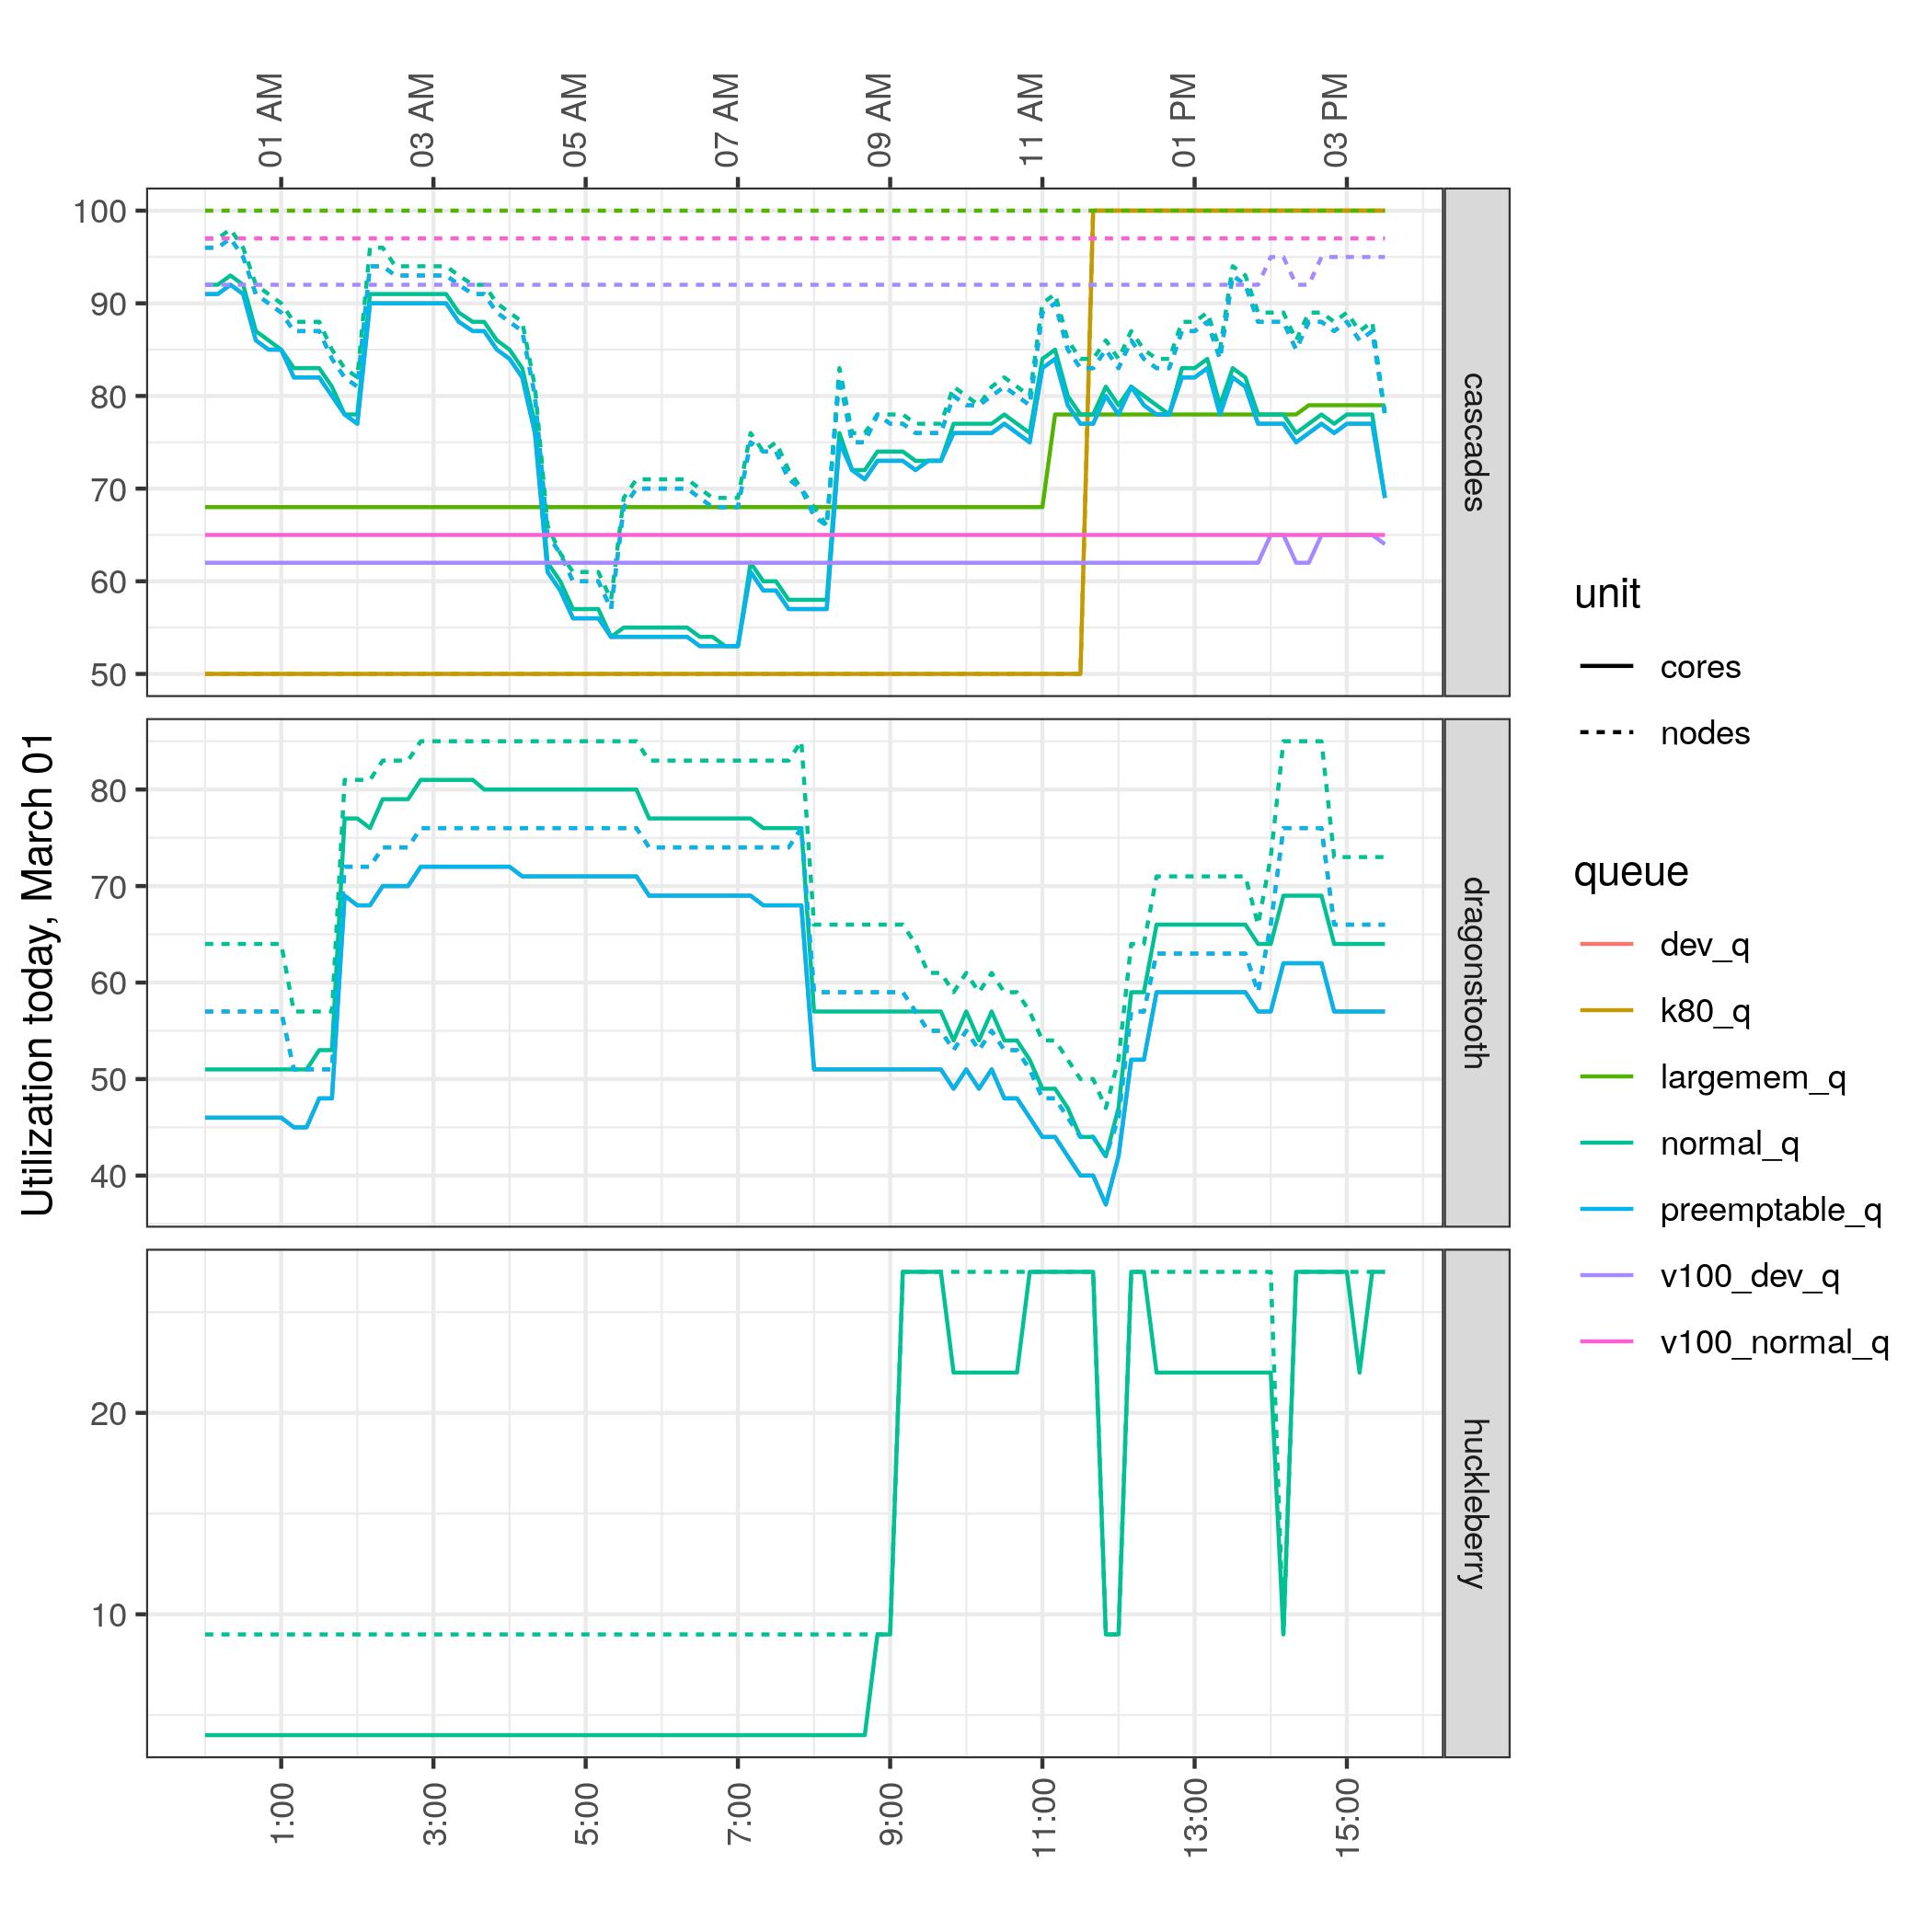 01 AM
03 AM
05 AM
07 AM
09 AM
11 AM
01 PM
03 PM
100
90
80
70
60
50
cascades
80
70
60
50
40
dragonstooth
20
10
huckleberry
1:00
3:00
5:00
7:00
9:00
11:00
13:00
15:00
Utilization today, March 01
unit
cores
nodes
queue
dev_q
k80_q
largemem_q
normal_q
preemptable_q
v100_dev_q
v100_normal_q